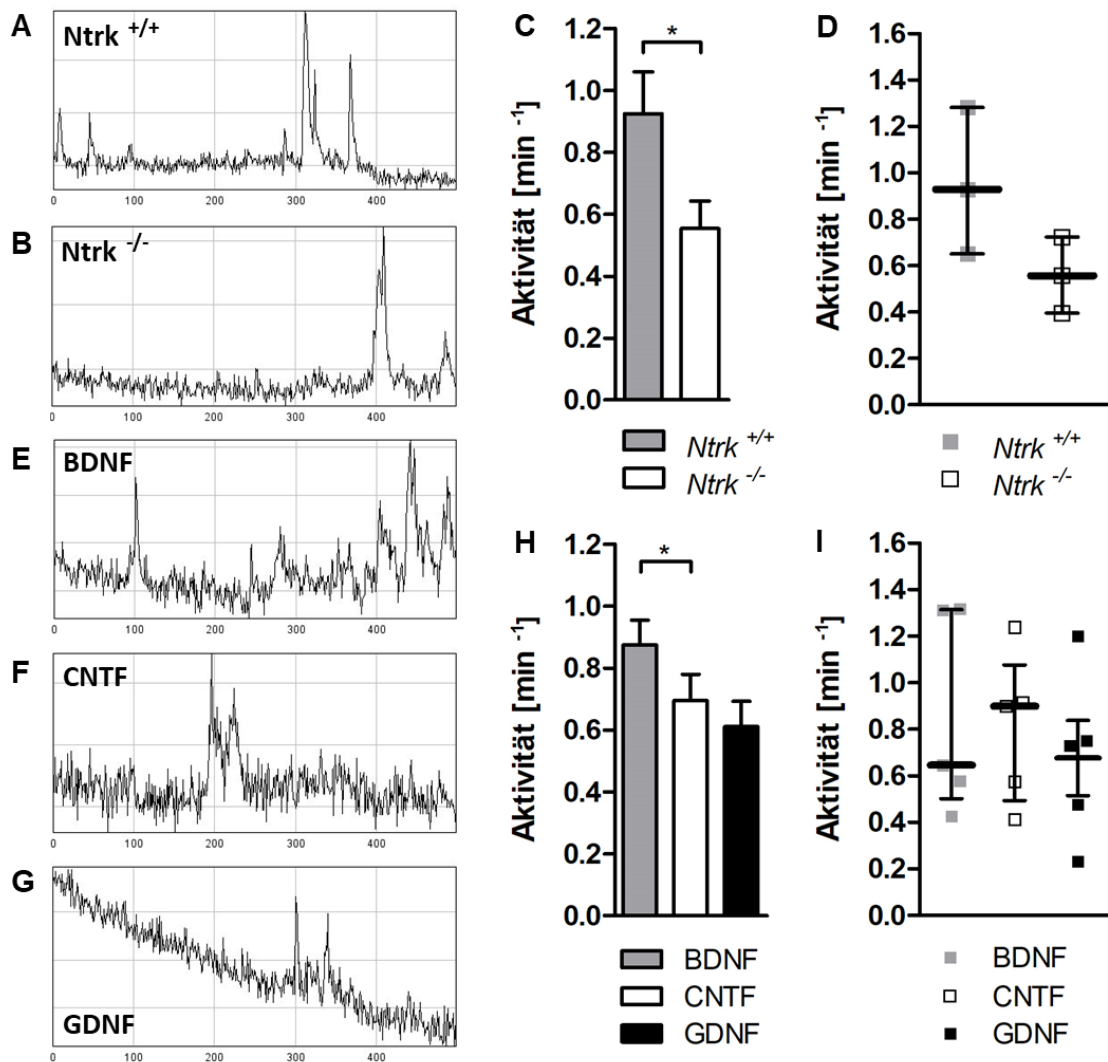 A
Ntrk +/+
0 100 200 300 400
B
Ntrk -/-
0 100 200 300 400
E
BDNF
0 100 200 300 400
F
CNTF
0 100 200 300 400
G
GDNF
0 100 200 300 400
C
Aktivität [min -1]
1.2
1.0
0.8
0.6
0.4
0.2
0.0
*
Ntrk +/+
Ntrk -/-
D
Aktivität [min -1]
1.6
1.4
1.2
1.0
0.8
0.6
0.4
0.2
0.0
Ntrk +/+
Ntrk -/-
H
Aktivität [min -1]
1.2
1.0
0.8
0.6
0.4
0.2
0.0
*
BDNF
CNTF
GDNF
I
Aktivität [min -1]
1.6
1.4
1.2
1.0
0.8
0.6
0.4
0.2
0.0
BDNF
CNTF
GDNF